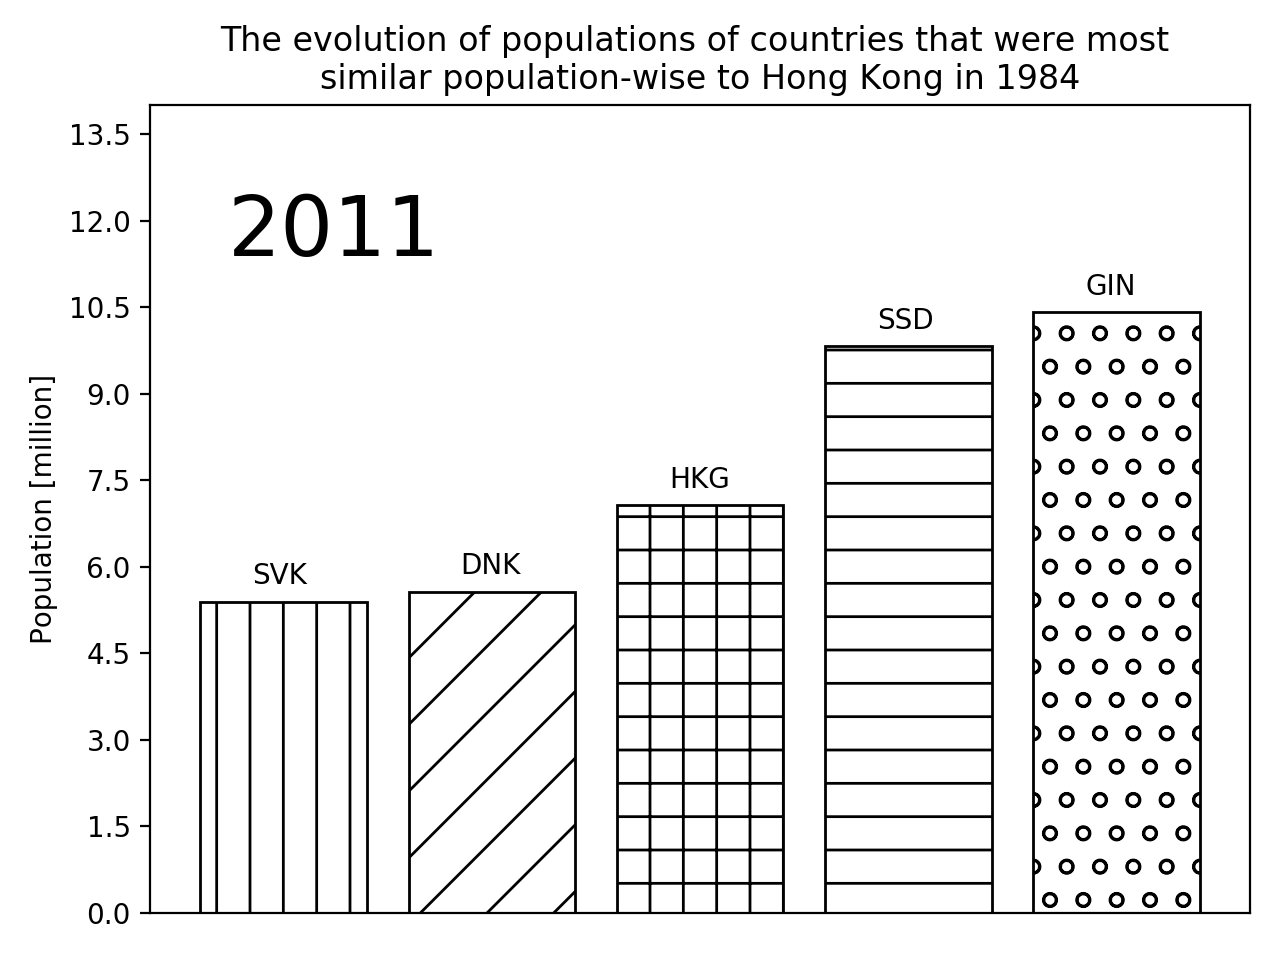 The evolution of populations of countries that were most
similar population-wise to Hong Kong in 1984
Population [million]
13.5
12.0
10.5
9.0
7.5
6.0
4.5
3.0
1.5
0.0
2011
SVK
DNK
HKG
SSD
GIN